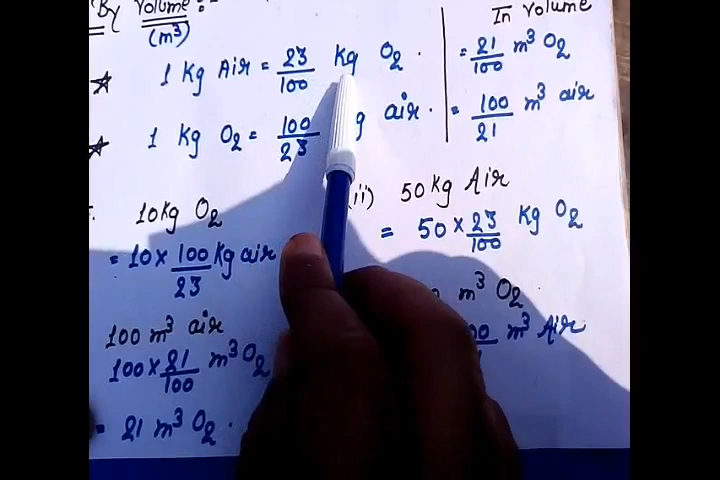 By Volume :-
(m³)
In volume
★ 1 Kg Air = 23/100 Kg O₂ .
= 21/100 m³ O₂
★ 1 Kg O₂ = 100/23 g air .
= 100/21 m³ air
10Kg O₂
= 10 × 100/23 Kg air
ii) 50 Kg Air
= 50 × 23/100 Kg O₂
100 m³ air
100 × 21/100 m³ O₂
= 21 m³ O₂ .
m³ O₂
m³ Air